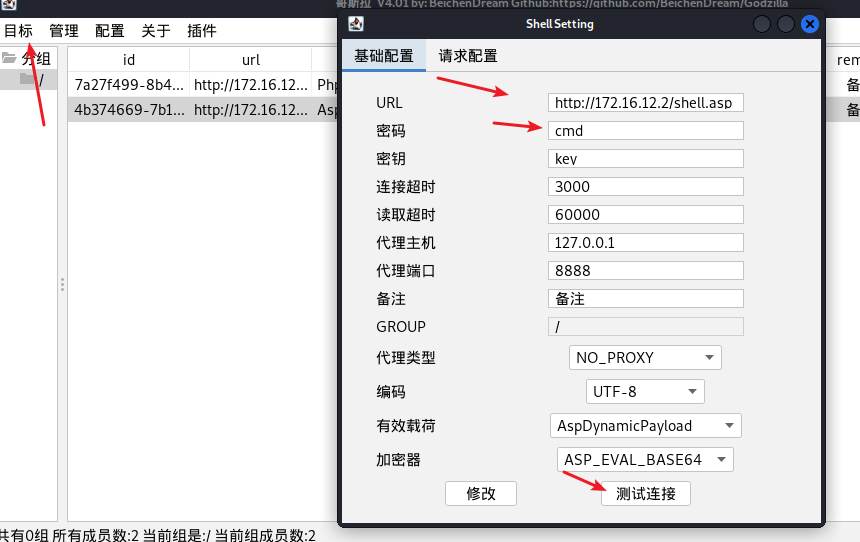 哥斯拉 V4.01 by: BeichenDream Github:https://github.com/BeichenDream/Godzilla
目标 管理 配置 关于 插件
分组
/
id url
7a27f499-8b4... http://172.16.12... Ph
4b374669-7b1... http://172.16.12... As
rem
备
备
Shell Setting
基础配置 请求配置
URL http://172.16.12.2/shell.asp
密码 cmd
密钥 key
连接超时 3000
读取超时 60000
代理主机 127.0.0.1
代理端口 8888
备注 备注
GROUP /
代理类型 NO_PROXY
编码 UTF-8
有效载荷 AspDynamicPayload
加密器 ASP_EVAL_BASE64
修改 测试连接
共有0组 所有成员数:2 当前组是:/ 当前组成员数:2